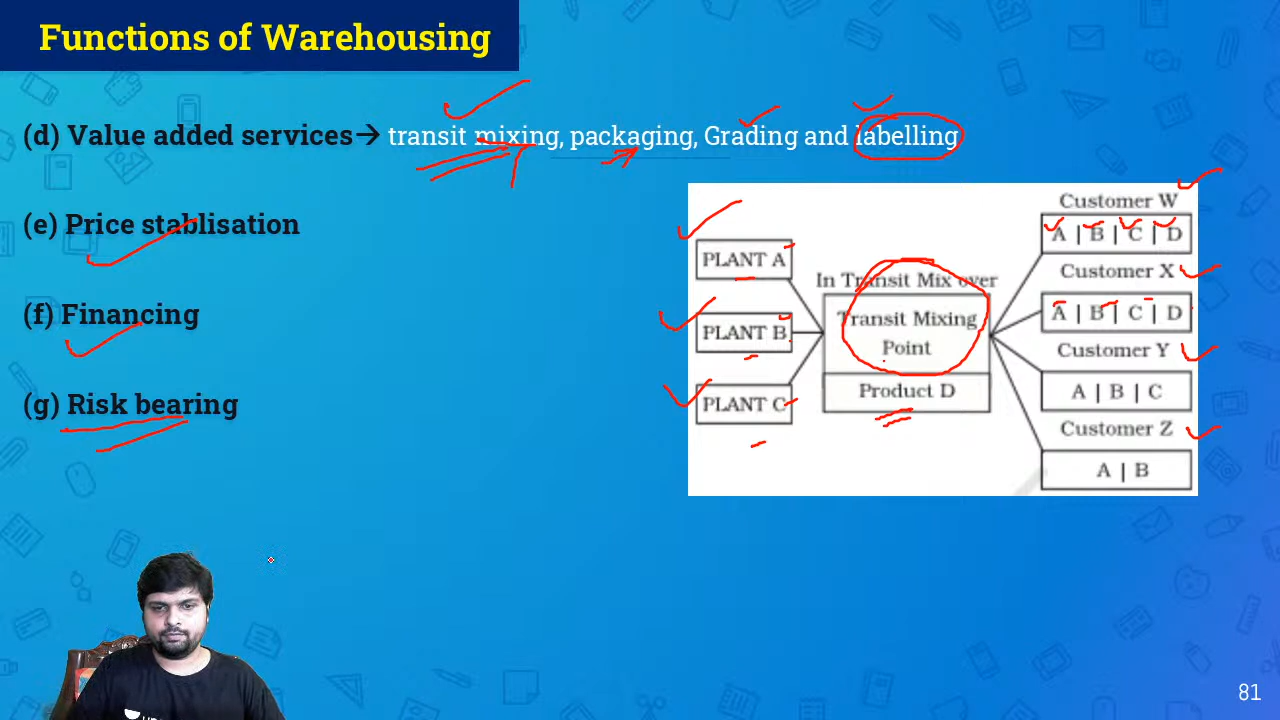 Functions of Warehousing
(d) Value added services→ transit mixing, packaging, Grading and labelling
(e) Price stablisation
(f) Financing
(g) Risk bearing
PLANT A
PLANT B
PLANT C
In Transit Mix over
Transit Mixing
Point
Product D
Customer W
A | B | C | D
Customer X
A | B | C | D
Customer Y
A | B | C
Customer Z
A | B
81